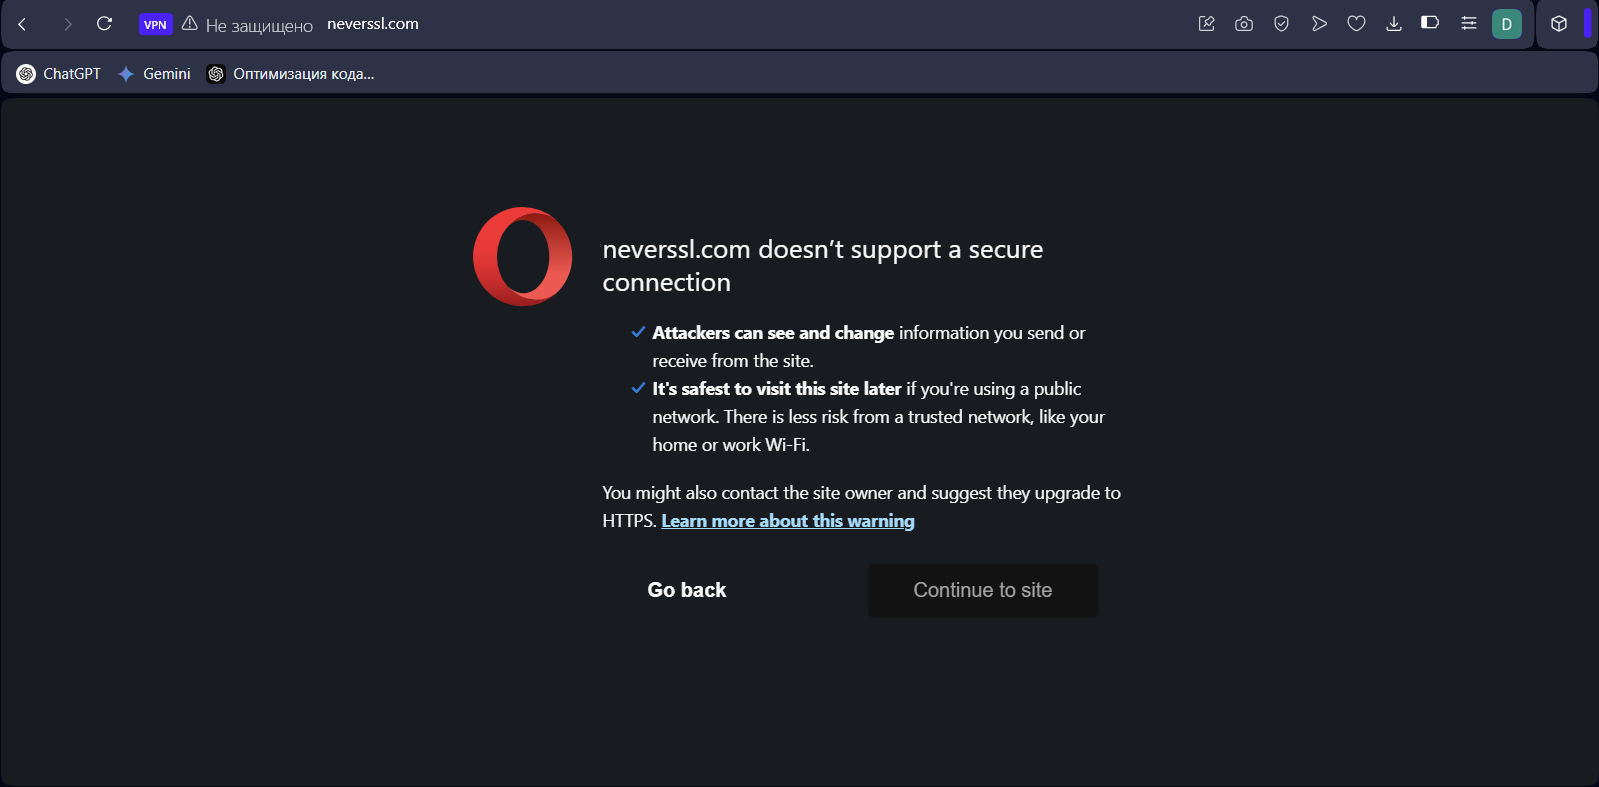 VPN Не защищено neverssl.com D
ChatGPT Gemini Оптимизация кода...
neverssl.com doesn’t support a secure
connection
Attackers can see and change information you send or
receive from the site.
It's safest to visit this site later if you're using a public
network. There is less risk from a trusted network, like your
home or work Wi-Fi.
You might also contact the site owner and suggest they upgrade to
HTTPS. Learn more about this warning
Go back Continue to site